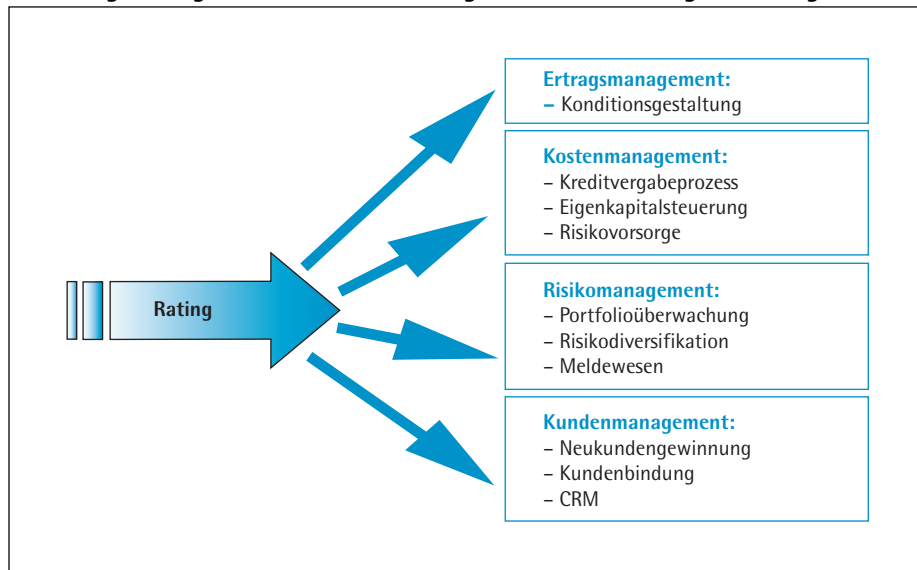 Rating
Ertragsmanagement:
– Konditionsgestaltung
Kostenmanagement:
– Kreditvergabeprozess
– Eigenkapitalsteuerung
– Risikovorsorge
Risikomanagement:
– Portfolioüberwachung
– Risikodiversifikation
– Meldewesen
Kundenmanagement:
– Neukundengewinnung
– Kundenbindung
– CRM